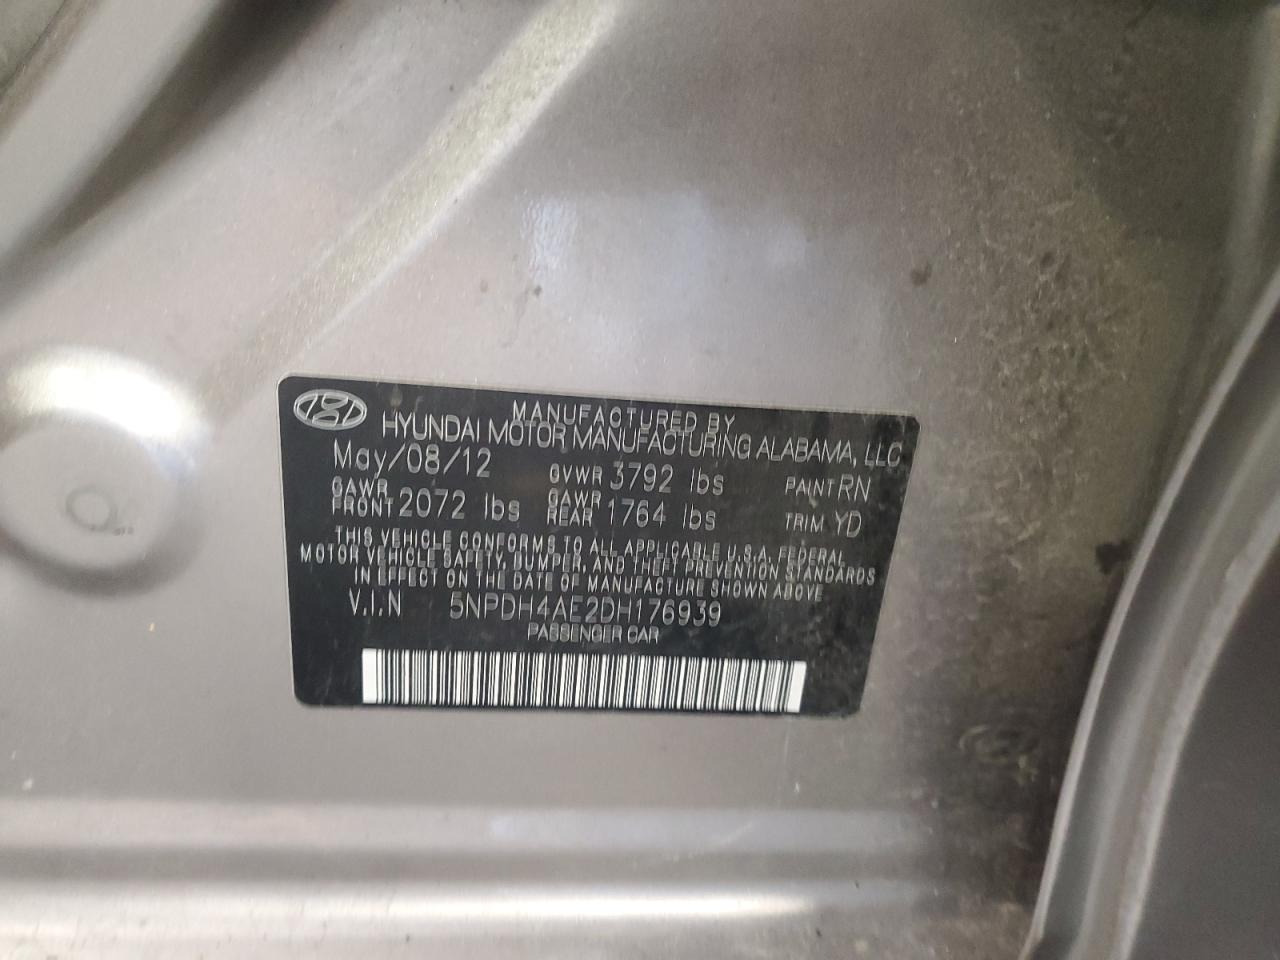 MANUFACTURED BY
HYUNDAI MOTOR MANUFACTURING ALABAMA, LLC
May/08/12 GVWR 3792 lbs PAINT RN
GAWR FRONT 2072 lbs GAWR REAR 1764 lbs TRIM YD
THIS VEHICLE CONFORMS TO ALL APPLICABLE U.S.A. FEDERAL
MOTOR VEHICLE SAFETY, BUMPER, AND THEFT PREVENTION STANDARDS
IN EFFECT ON THE DATE OF MANUFACTURE SHOWN ABOVE
V.I.N 5NPDH4AE2DH176939
PASSENGER CAR